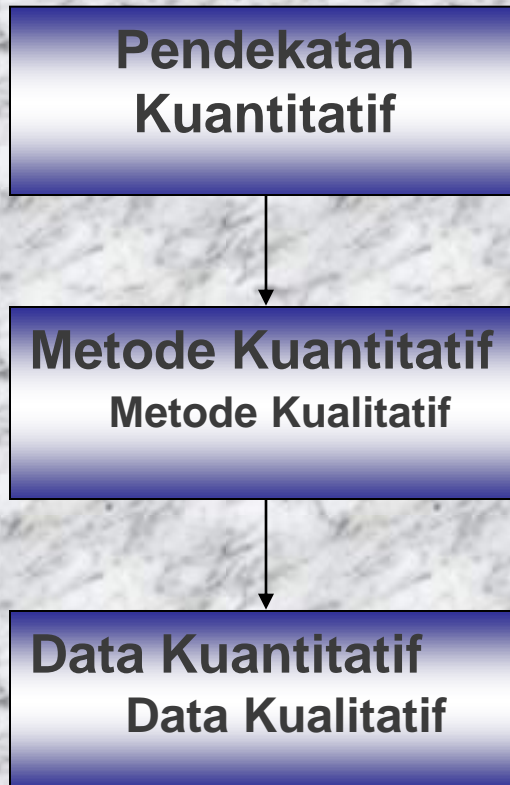 Pendekatan
Kuantitatif
Metode Kuantitatif
Metode Kualitatif
Data Kuantitatif
Data Kualitatif